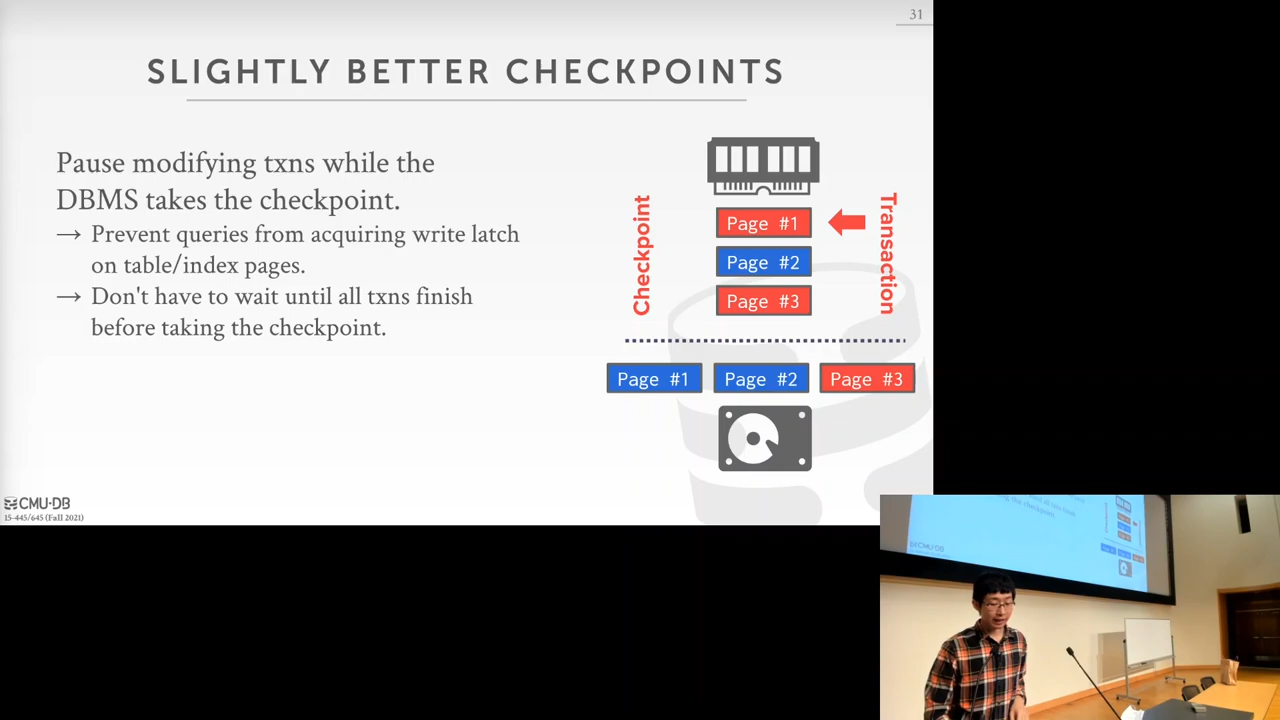 31
SLIGHTLY BETTER CHECKPOINTS
Pause modifying txns while the
DBMS takes the checkpoint.
→ Prevent queries from acquiring write latch
on table/index pages.
→ Don't have to wait until all txns finish
before taking the checkpoint.
Checkpoint
Page #1
Page #2
Page #3
Transaction
Page #1 Page #2 Page #3
CMU·DB
15-445/645 (Fall 2021)